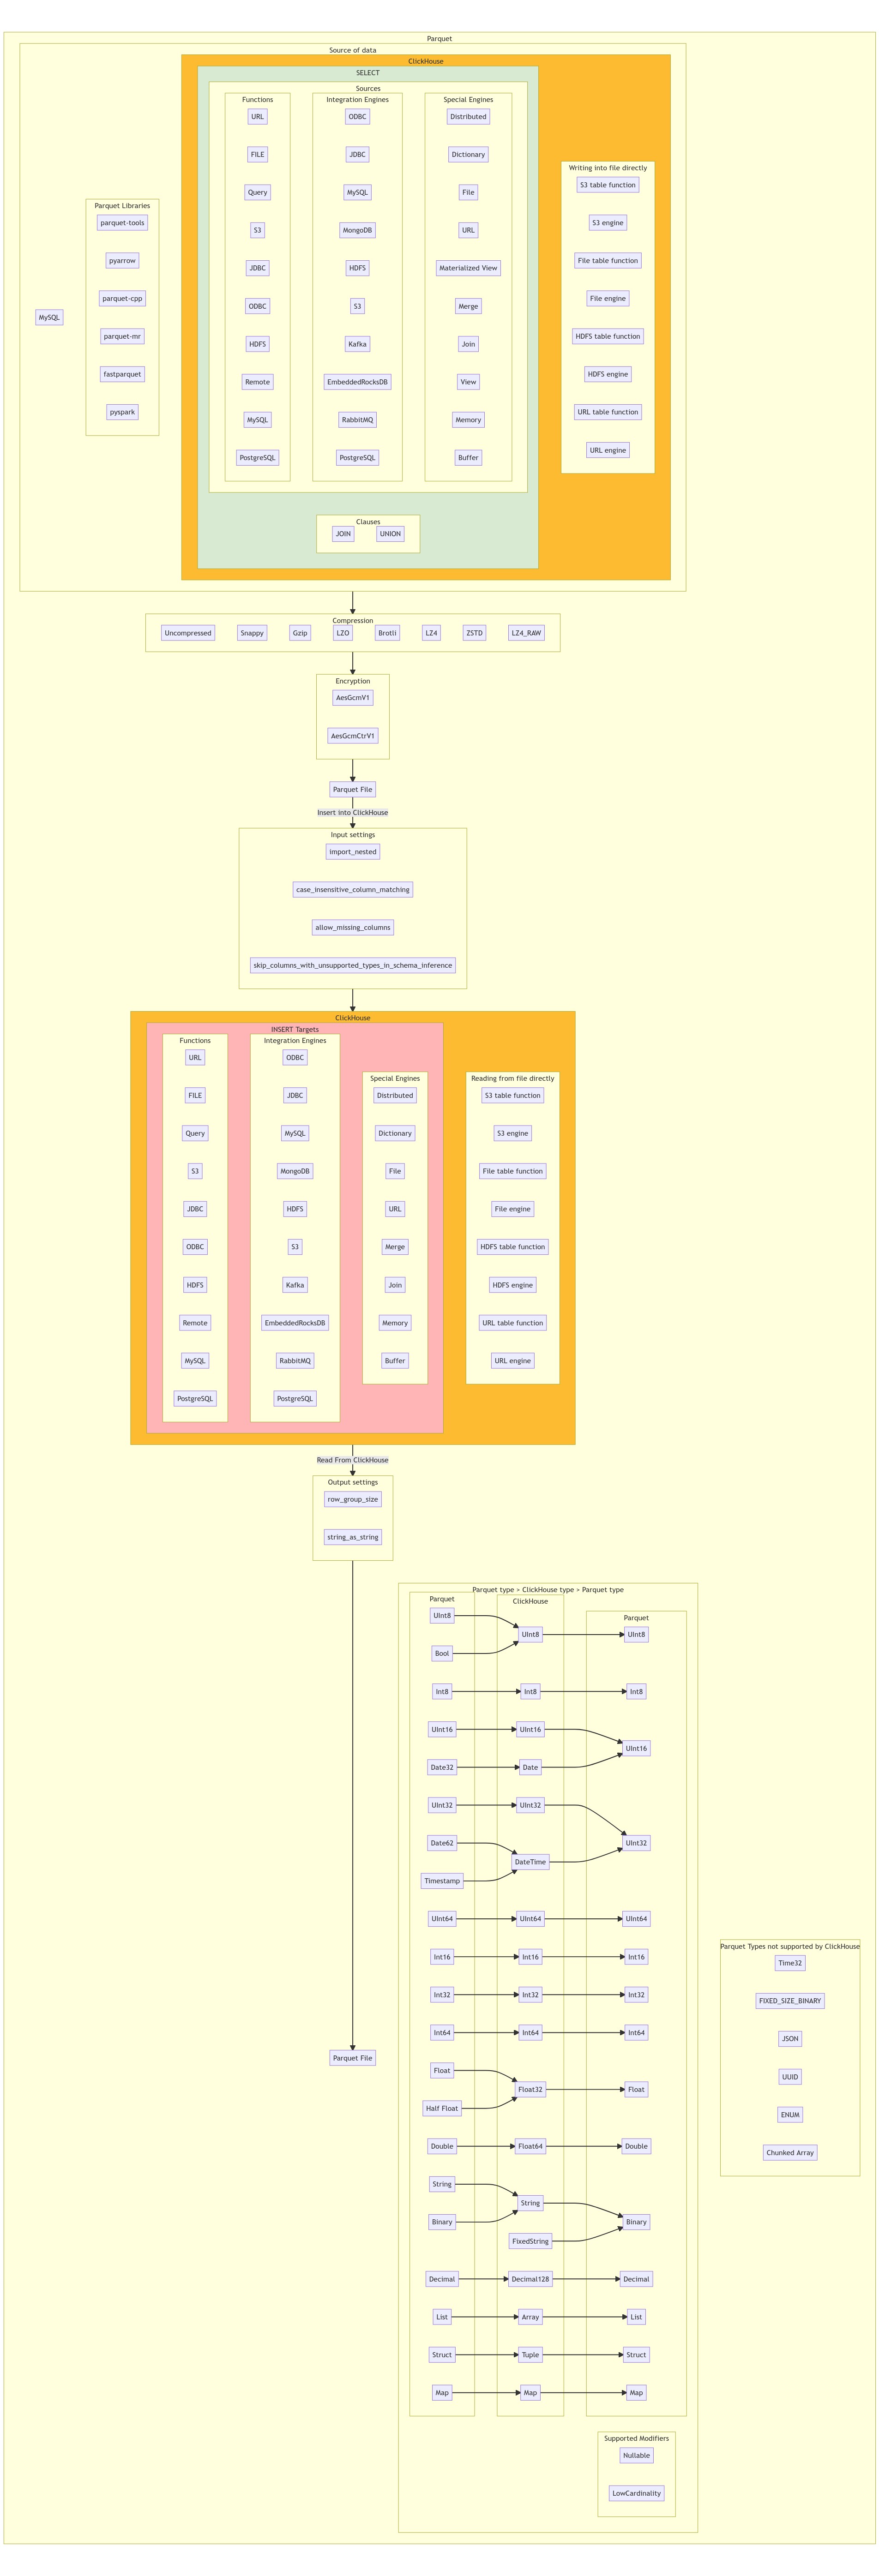 Parquet
Source of data
ClickHouse
SELECT
Sources
Functions
URL
FILE
Query
S3
JDBC
ODBC
HDFS
Remote
MySQL
PostgreSQL
Integration Engines
ODBC
JDBC
MySQL
MongoDB
HDFS
S3
Kafka
EmbeddedRocksDB
RabbitMQ
PostgreSQL
Special Engines
Distributed
Dictionary
File
URL
Materialized View
Merge
Join
View
Memory
Buffer
Clauses
JOIN
UNION
Writing into file directly
S3 table function
S3 engine
File table function
File engine
HDFS table function
HDFS engine
URL table function
URL engine
Parquet Libraries
parquet-tools
pyarrow
parquet-cpp
parquet-mr
fastparquet
pyspark
MySQL
Compression
Uncompressed
Snappy
Gzip
LZO
Brotli
LZ4
ZSTD
LZ4_RAW
Encryption
AesGcmV1
AesGcmCtrV1
Parquet File
Insert into ClickHouse
Input settings
import_nested
case_insensitive_column_matching
allow_missing_columns
skip_columns_with_unsupported_types_in_schema_inference
ClickHouse
INSERT Targets
Functions
URL
FILE
Query
S3
JDBC
ODBC
HDFS
Remote
MySQL
PostgreSQL
Integration Engines
ODBC
JDBC
MySQL
MongoDB
HDFS
S3
Kafka
EmbeddedRocksDB
RabbitMQ
PostgreSQL
Special Engines
Distributed
Dictionary
File
URL
Merge
Join
Memory
Buffer
Reading from file directly
S3 table function
S3 engine
File table function
File engine
HDFS table function
HDFS engine
URL table function
URL engine
Read From ClickHouse
Output settings
row_group_size
string_as_string
Parquet File
Parquet type > ClickHouse type > Parquet type
Parquet
UInt8
Bool
Int8
UInt16
Date32
UInt32
Date62
Timestamp
UInt64
Int16
Int32
Int64
Float
Half Float
Double
String
Binary
Decimal
List
Struct
Map
ClickHouse
UInt8
Int8
UInt16
Date
UInt32
DateTime
UInt64
Int16
Int32
Int64
Float32
Float64
String
FixedString
Decimal128
Array
Tuple
Map
Parquet
UInt8
Int8
UInt16
UInt32
UInt64
Int16
Int32
Int64
Float
Double
Binary
Decimal
List
Struct
Map
Supported Modifiers
Nullable
LowCardinality
Parquet Types not supported by ClickHouse
Time32
FIXED_SIZE_BINARY
JSON
UUID
ENUM
Chunked Array